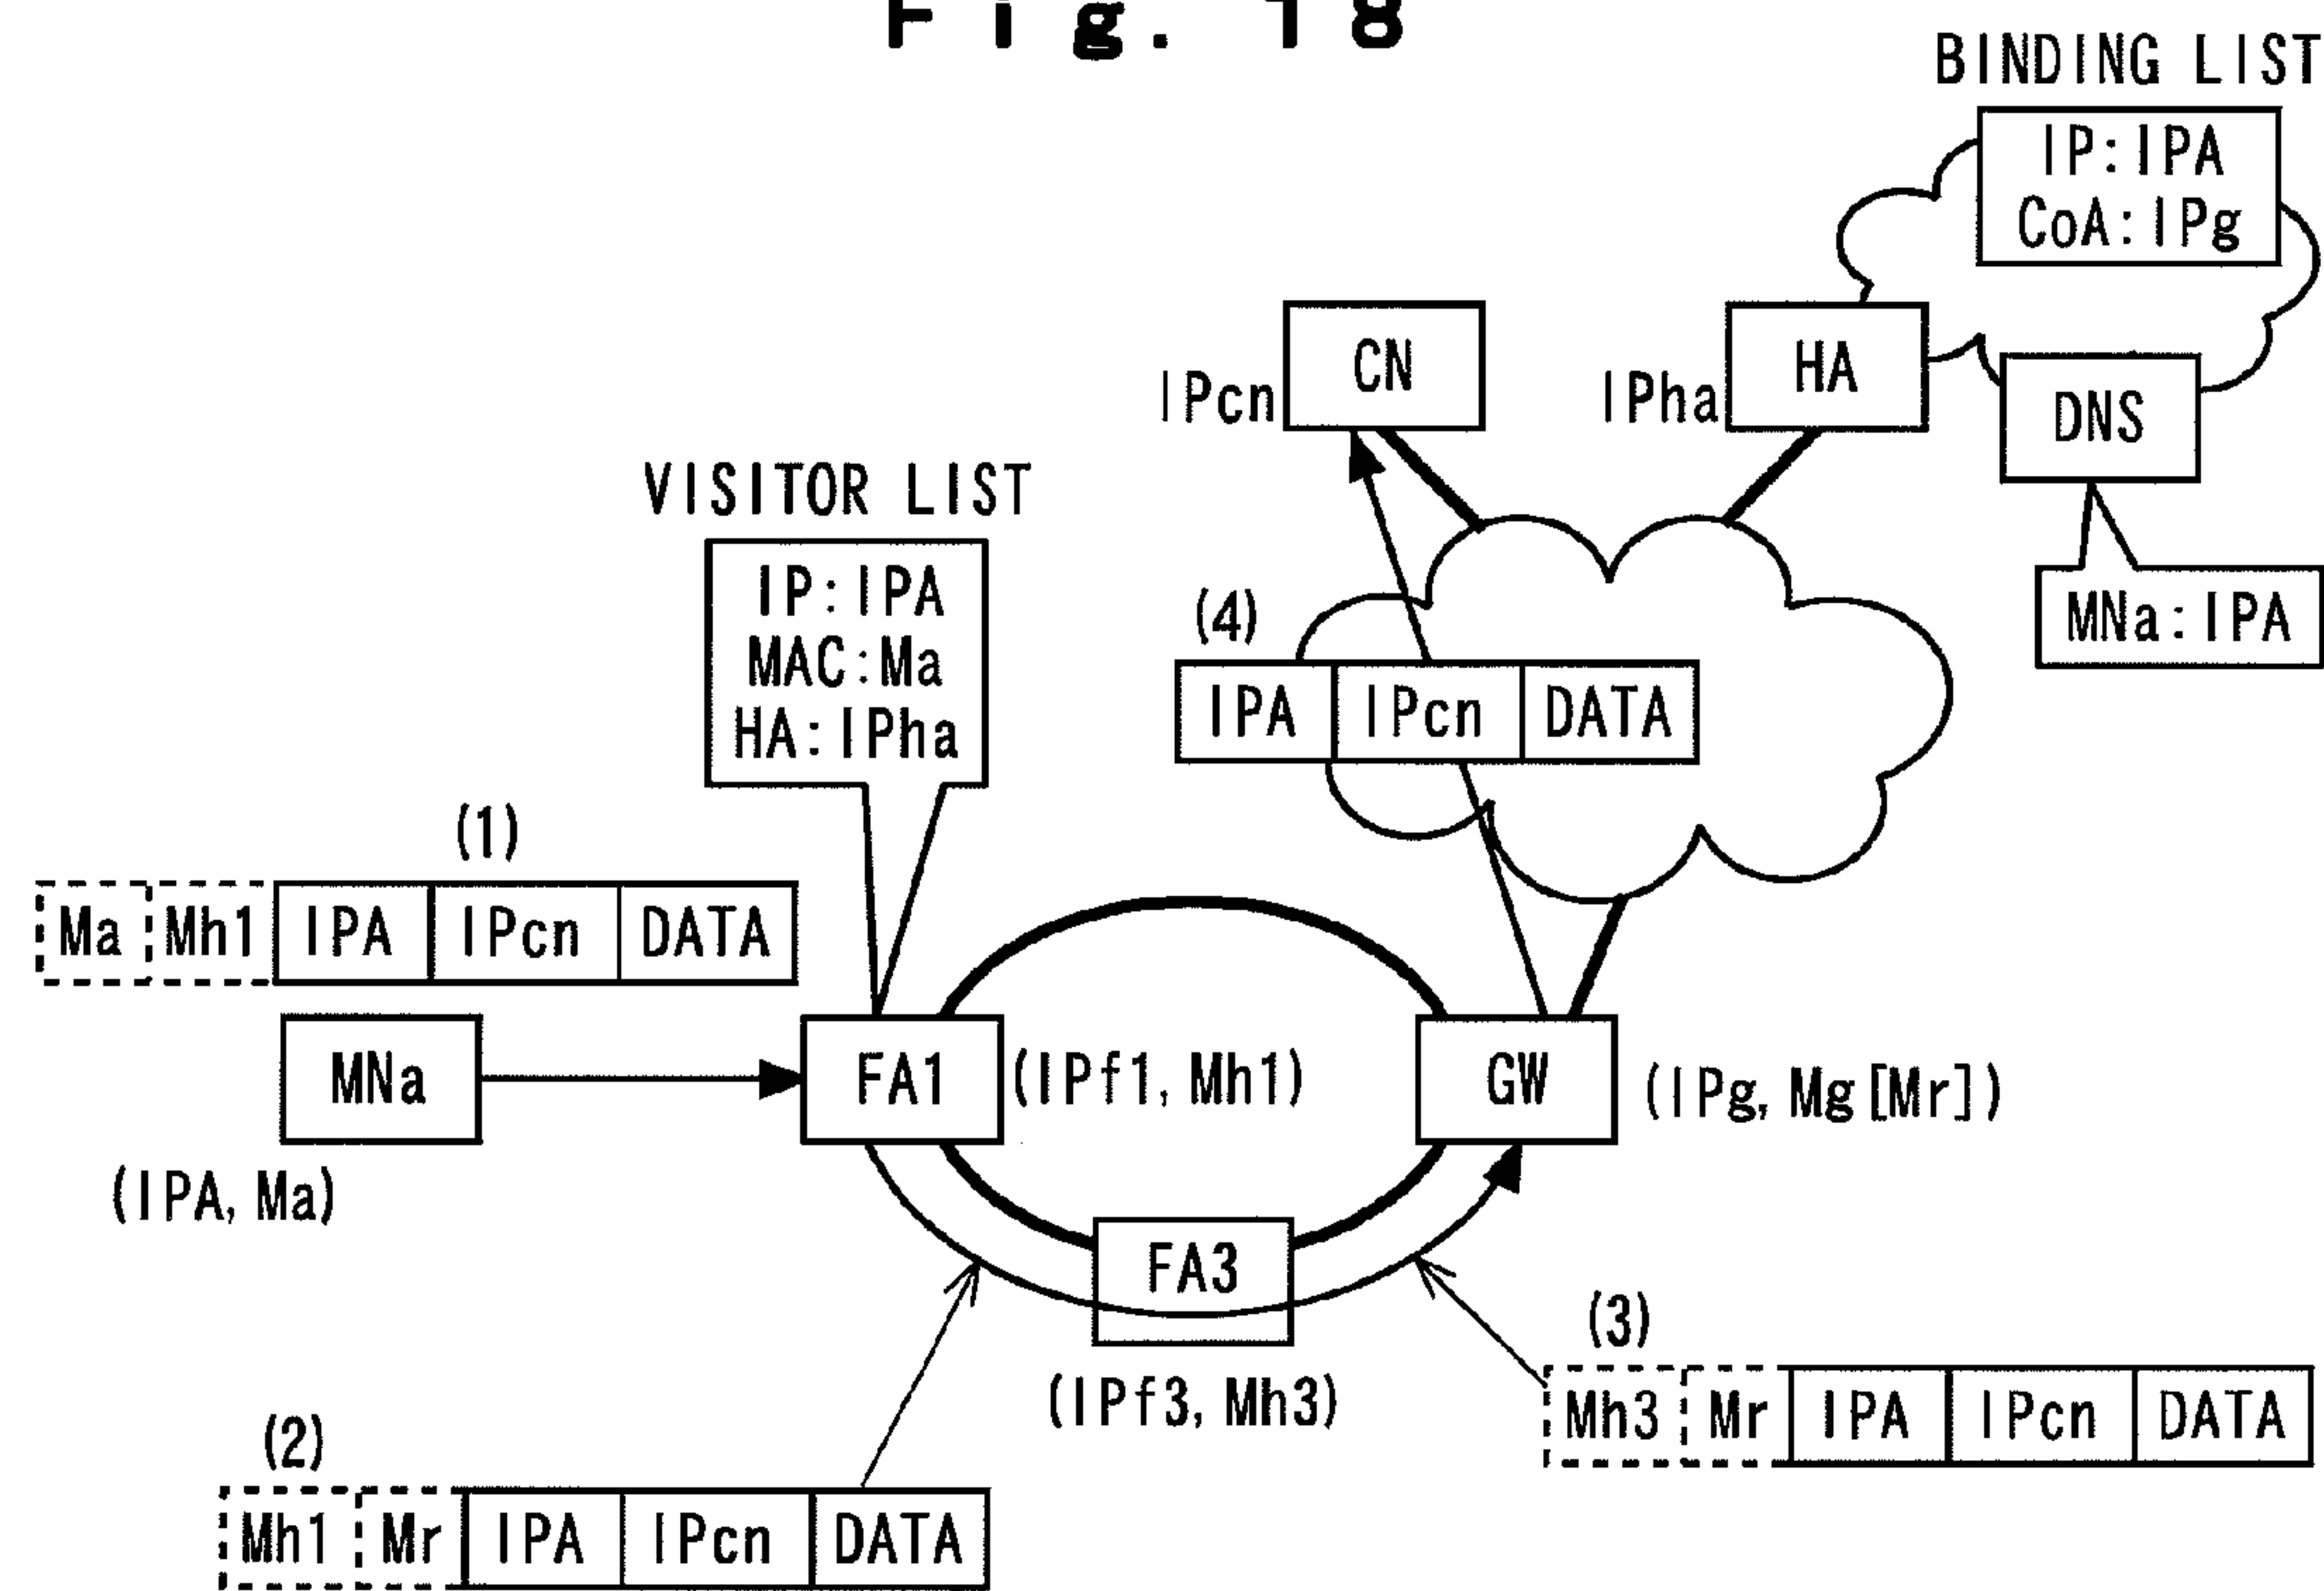 Fig. 18
BINDING LIST
IP:IPA
CoA:IPg
CN
IPcn
HA
IPha
DNS
MNa:IPA
VISITOR LIST
IP:IPA
MAC:Ma
HA:IPha
(4)
IPA IPcn DATA
(1)
Ma Mh1 IPA IPcn DATA
MNa
(IPA, Ma)
FA1
(IPf1, Mh1)
GW
(IPg, Mg[Mr])
FA3
(IPf3, Mh3)
(3)
Mh3 Mr IPA IPcn DATA
(2)
Mh1 Mr IPA IPcn DATA